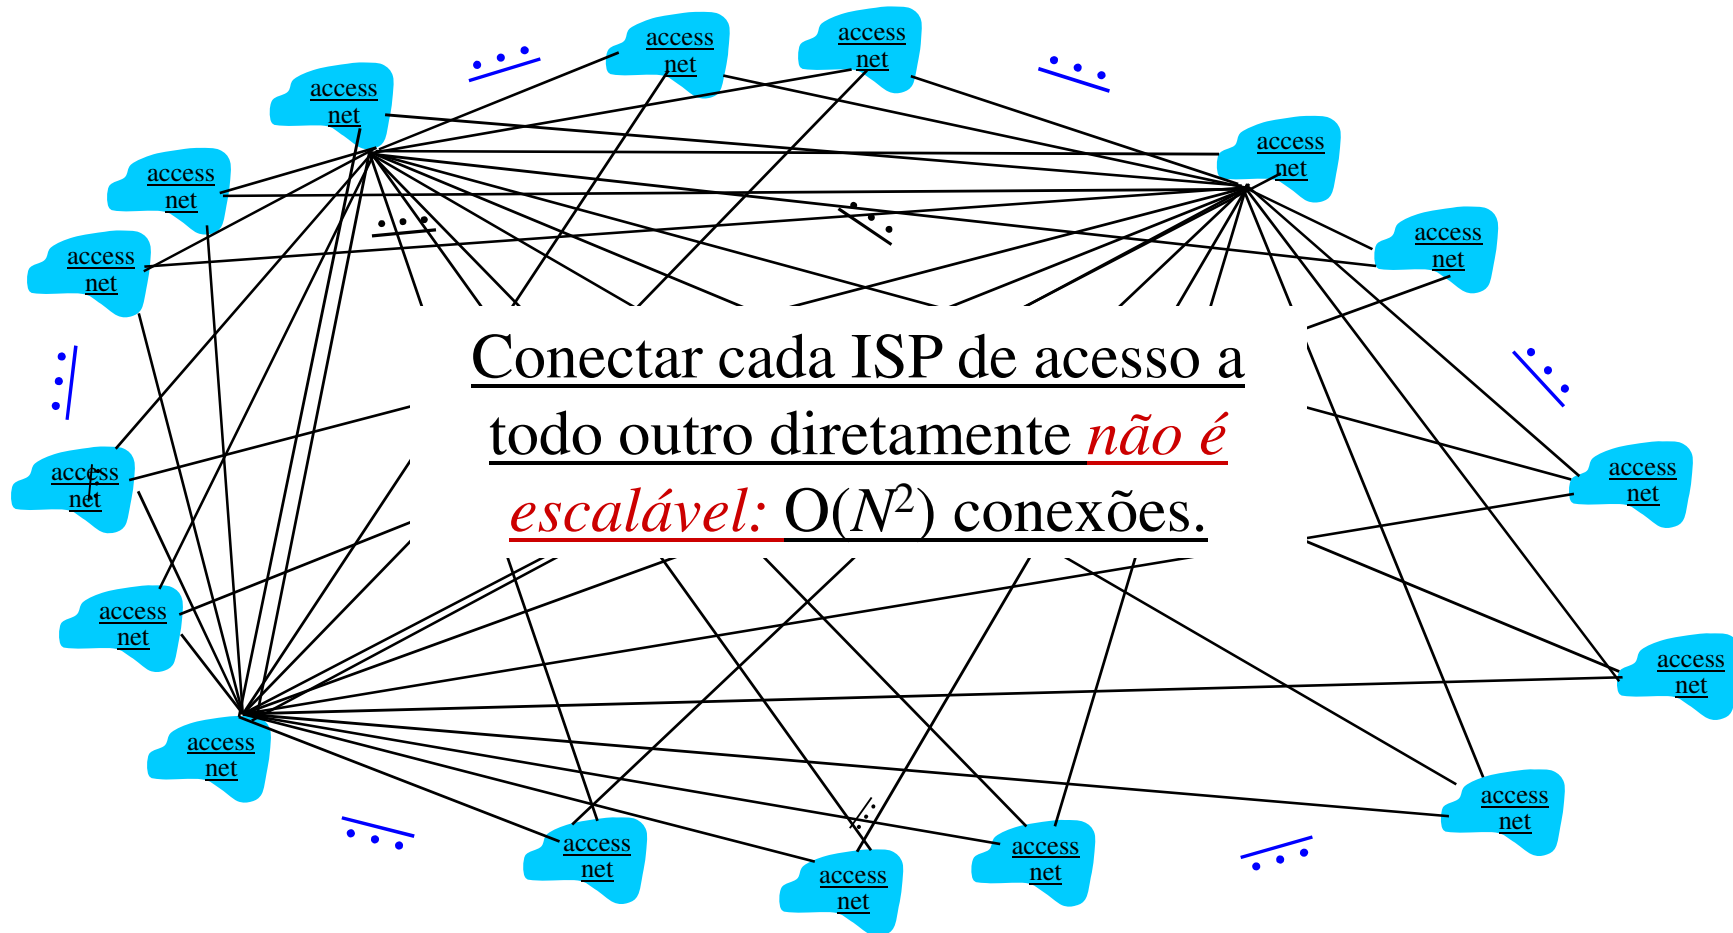 access
net
access
net
access
net
access
net
access
net
access
net
access
net
access
net
Conectar cada ISP de acesso a
todo outro diretamente não é
escalável: O(N²) conexões.
access
net
access
net
access
net
access
net
access
net
access
net
access
net
access
net
access
net